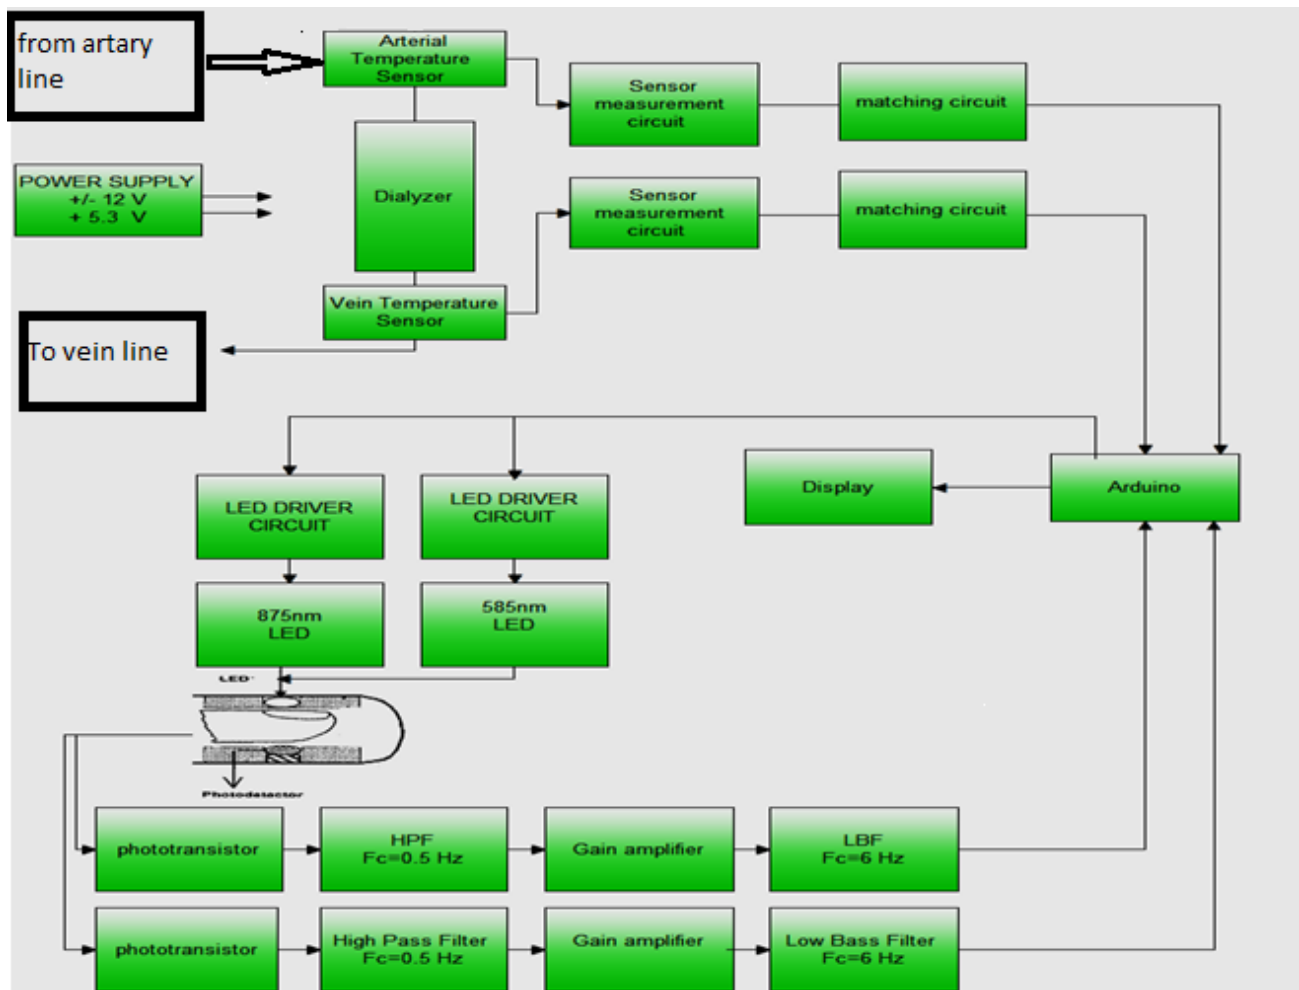 from artary
line
Arterial
Temperature
Sensor
Sensor
measurement
circuit
matching circuit
POWER SUPPLY
+/- 12 V
+ 5.3 V
Dialyzer
Sensor
measurement
circuit
matching circuit
Vein Temperature
Sensor
To vein line
LED DRIVER
CIRCUIT
LED DRIVER
CIRCUIT
Display
Arduino
875nm
LED
585nm
LED
LED
Photodetector
phototransistor
HPF
Fc=0.5 Hz
Gain amplifier
LBF
Fc=6 Hz
phototransistor
High Pass Filter
Fc=0.5 Hz
Gain amplifier
Low Bass Filter
Fc=6 Hz